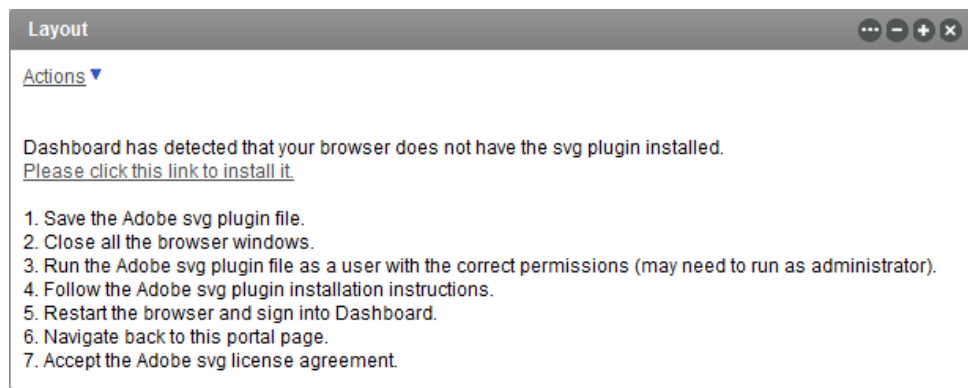 Layout
Actions
Dashboard has detected that your browser does not have the svg plugin installed.
Please click this link to install it.
1. Save the Adobe svg plugin file.
2. Close all the browser windows.
3. Run the Adobe svg plugin file as a user with the correct permissions (may need to run as administrator).
4. Follow the Adobe svg plugin installation instructions.
5. Restart the browser and sign into Dashboard.
6. Navigate back to this portal page.
7. Accept the Adobe svg license agreement.